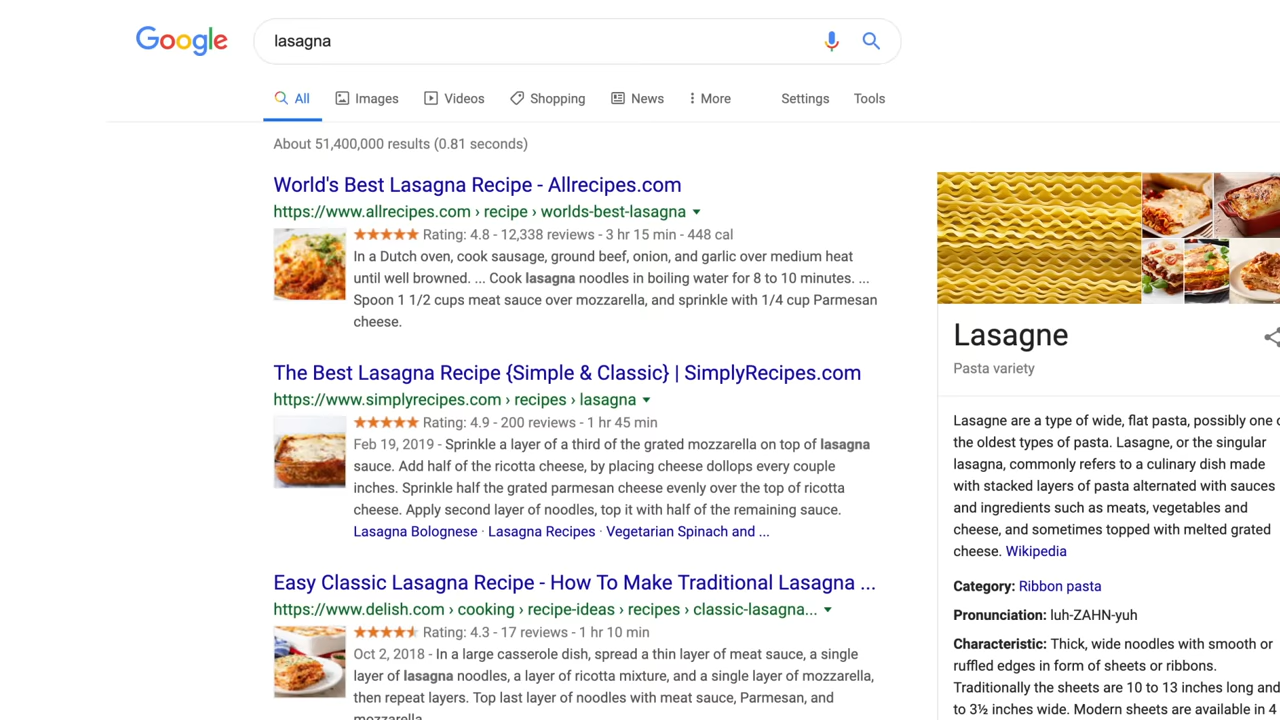 Google
lasagna
All
Images
Videos
Shopping
News
More
Settings
Tools
About 51,400,000 results (0.81 seconds)
World's Best Lasagna Recipe - Allrecipes.com
https://www.allrecipes.com › recipe › worlds-best-lasagna
Rating: 4.8 - 12,338 reviews - 3 hr 15 min - 448 cal
In a Dutch oven, cook sausage, ground beef, onion, and garlic over medium heat
until well browned. ... Cook lasagna noodles in boiling water for 8 to 10 minutes. ...
Spoon 1 1/2 cups meat sauce over mozzarella, and sprinkle with 1/4 cup Parmesan
cheese.
The Best Lasagna Recipe {Simple & Classic} | SimplyRecipes.com
https://www.simplyrecipes.com › recipes › lasagna
Rating: 4.9 - 200 reviews - 1 hr 45 min
Feb 19, 2019 - Sprinkle a layer of a third of the grated mozzarella on top of lasagna
sauce. Add half of the ricotta cheese, by placing cheese dollops every couple
inches. Sprinkle half the grated parmesan cheese evenly over the top of ricotta
cheese. Apply second layer of noodles, top it with half of the remaining sauce.
Lasagna Bolognese · Lasagna Recipes · Vegetarian Spinach and ...
Easy Classic Lasagna Recipe - How To Make Traditional Lasagna ...
https://www.delish.com › cooking › recipe-ideas › recipes › classic-lasagna...
Rating: 4.3 - 17 reviews - 1 hr 10 min
Oct 2, 2018 - In a large casserole dish, spread a thin layer of meat sauce, a single
layer of lasagna noodles, a layer of ricotta mixture, and a single layer of mozzarella,
then repeat layers. Top last layer of noodles with meat sauce, Parmesan, and
mozzarella
Lasagne
Pasta variety
Lasagne are a type of wide, flat pasta, possibly one
the oldest types of pasta. Lasagne, or the singular
lasagna, commonly refers to a culinary dish made
with stacked layers of pasta alternated with sauces
and ingredients such as meats, vegetables and
cheese, and sometimes topped with melted grated
cheese. Wikipedia
Category: Ribbon pasta
Pronunciation: luh-ZAHN-yuh
Characteristic: Thick, wide noodles with smooth or
ruffled edges in form of sheets or ribbons.
Traditionally the sheets are 10 to 13 inches long and
to 3½ inches wide. Modern sheets are available in 4